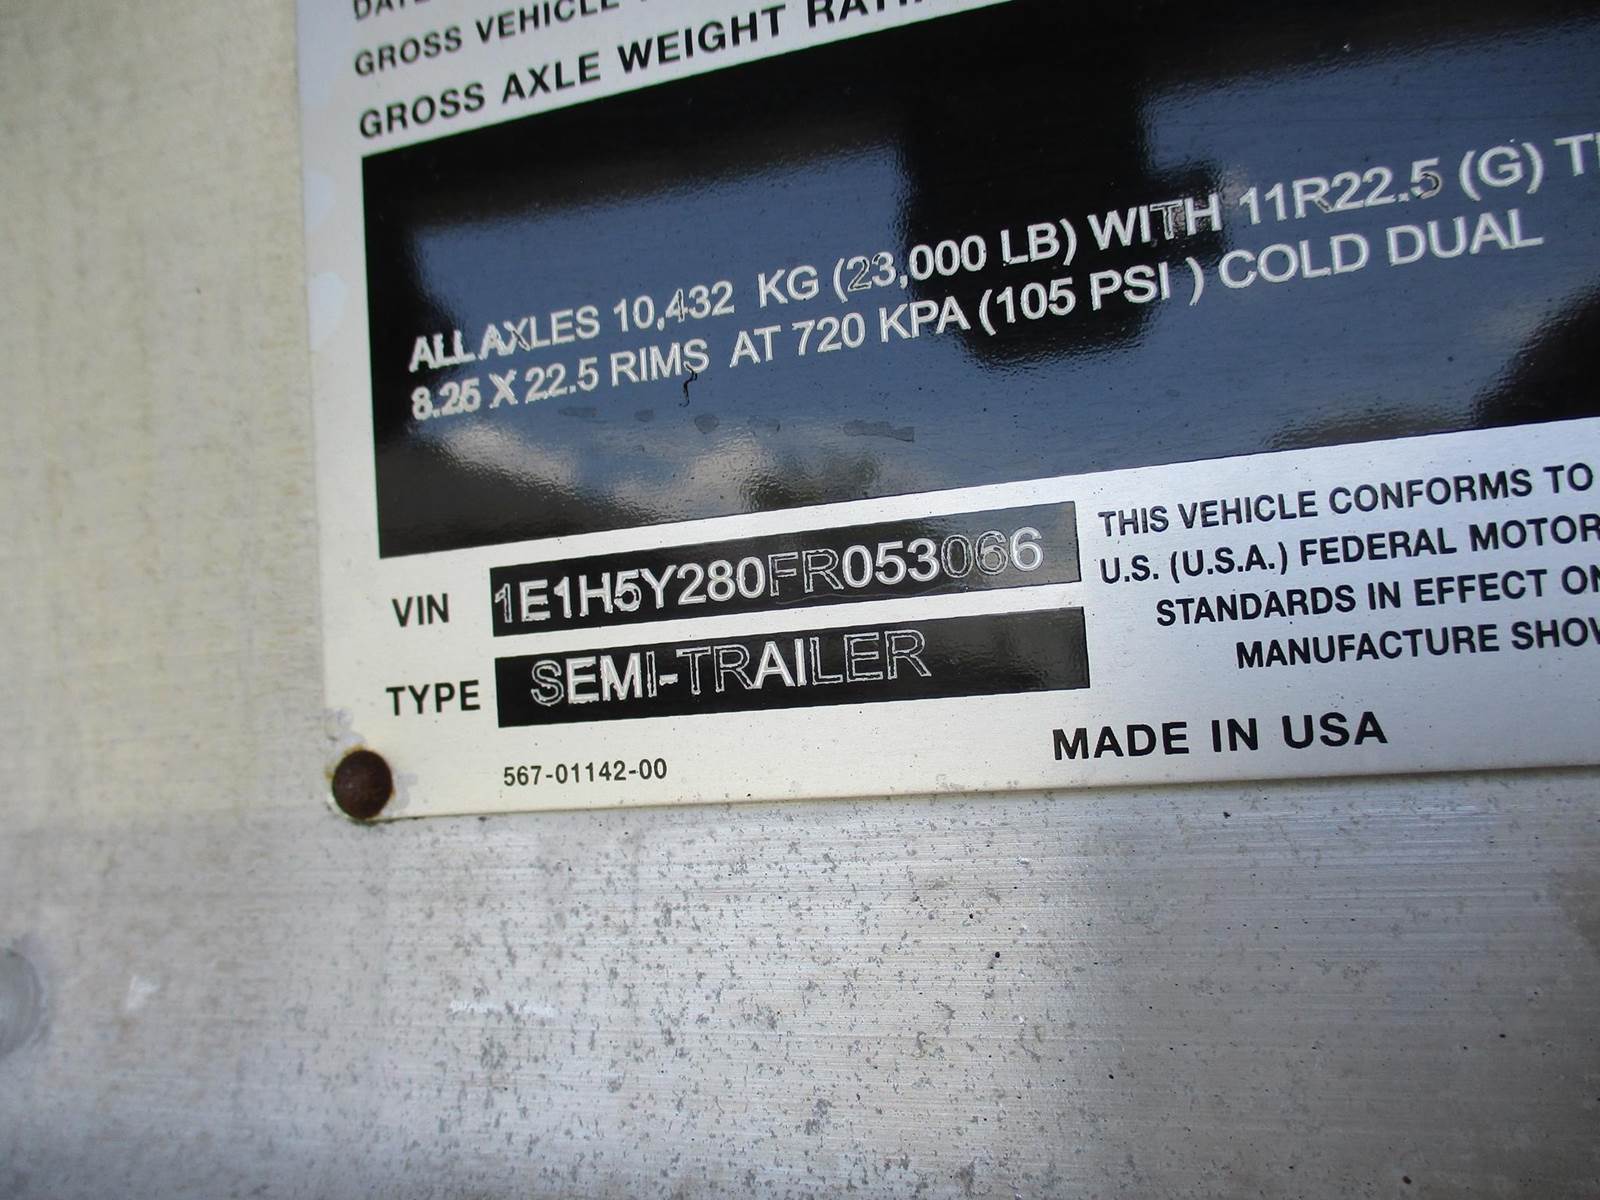 GROSS VEHICLE
GROSS AXLE WEIGHT
ALL AXLES 10,432 KG (23,000 LB) WITH 11R22.5 (G)
8.25 X 22.5 RIMS AT 720 KPA (105 PSI ) COLD DUAL
VIN 1E1H5Y280FR053066
TYPE SEMI-TRAILER
567-01142-00
THIS VEHICLE CONFORMS TO
U.S. (U.S.A.) FEDERAL MOTOR
STANDARDS IN EFFECT ON
MANUFACTURE
MADE IN USA